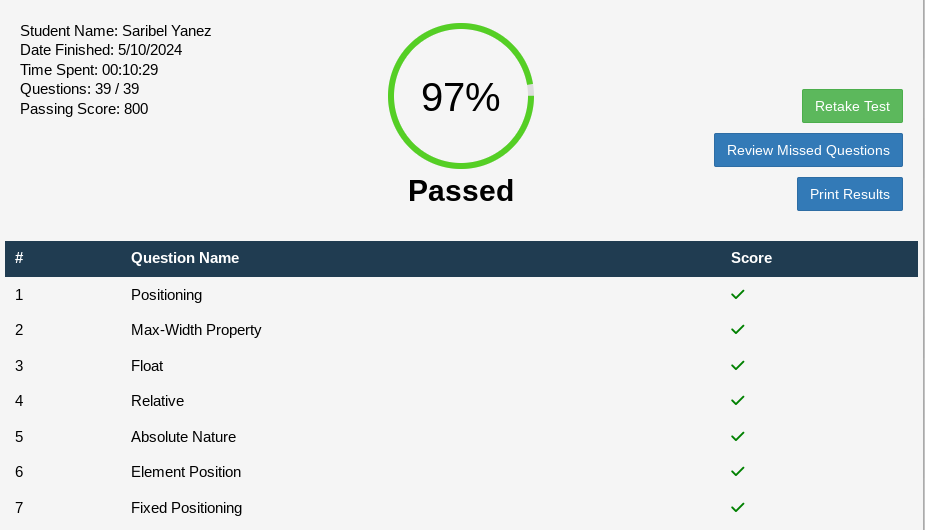 Student Name: Saribel Yanez
Date Finished: 5/10/2024
Time Spent: 00:10:29
Questions: 39 / 39
Passing Score: 800
97%
Passed
Retake Test
Review Missed Questions
Print Results
# Question Name Score
1 Positioning
2 Max-Width Property
3 Float
4 Relative
5 Absolute Nature
6 Element Position
7 Fixed Positioning